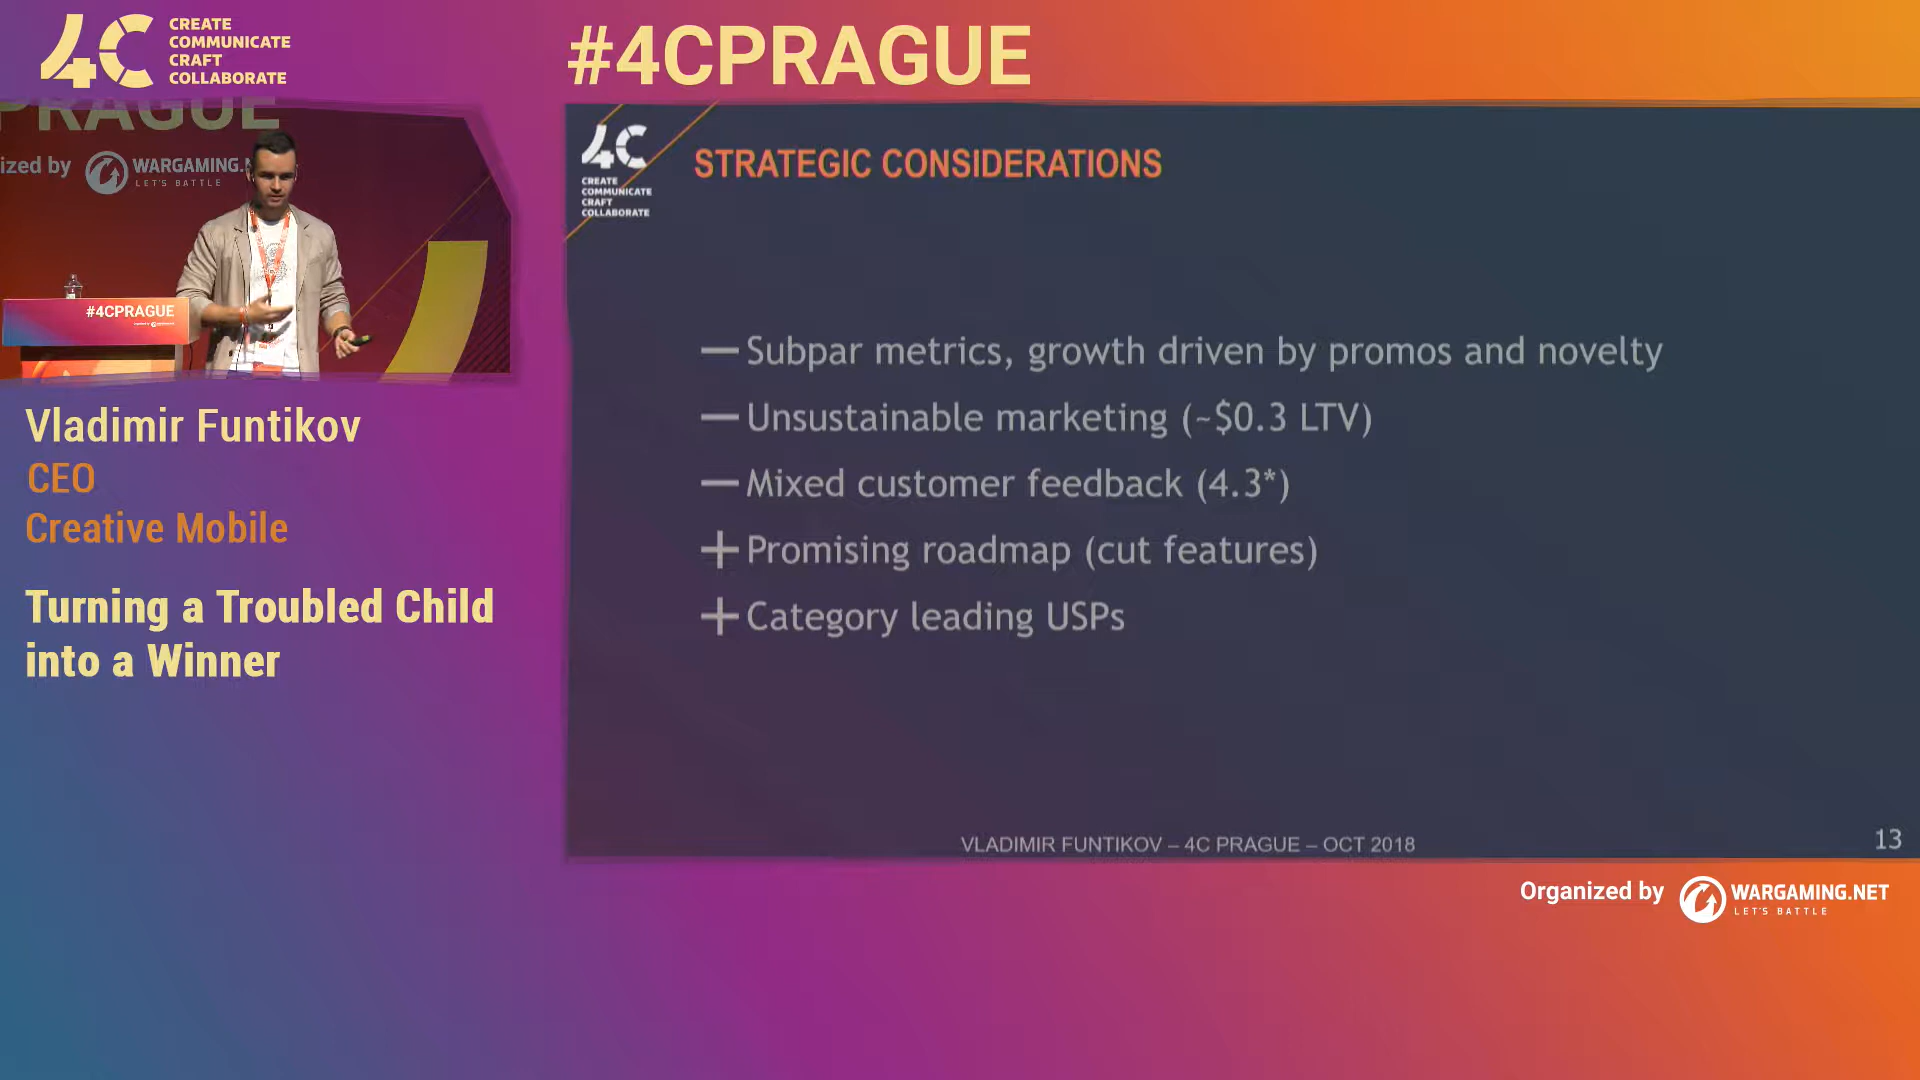 4C
CREATE
COMMUNICATE
CRAFT
COLLABORATE
#4CPRAGUE
PRAGUE
ized by
WARGAMING.N
LET'S BATTLE
#4CPRAGUE
Vladimir Funtikov
CEO
Creative Mobile
Turning a Troubled Child
into a Winner
4C
CREATE
COMMUNICATE
CRAFT
COLLABORATE
STRATEGIC CONSIDERATIONS
— Subpar metrics, growth driven by promos and novelty
— Unsustainable marketing (~$0.3 LTV)
— Mixed customer feedback (4.3*)
+ Promising roadmap (cut features)
+ Category leading USPs
VLADIMIR FUNTIKOV – 4C PRAGUE – OCT 2018
13
Organized by
WARGAMING.NET
LET'S BATTLE